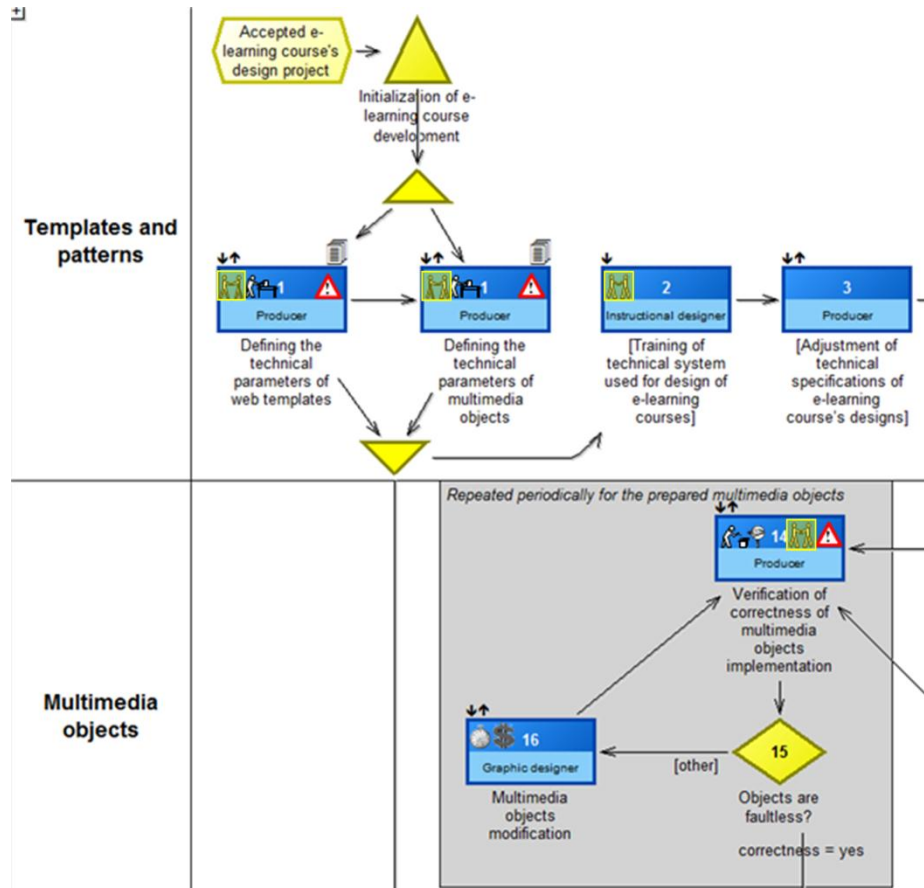 Accepted e-
learning course's
design project
Initialization of e-
learning course
development
Templates and
patterns
1
Producer
Defining the
technical
parameters of
web templates
1
Producer
Defining the
technical
parameters of
multimedia
objects
2
Instructional designer
[Training of
technical system
used for design of
e-learning
courses]
3
Producer
[Adjustment of
technical
specifications of
e-learning
course's designs]
Multimedia
objects
Repeated periodically for the prepared multimedia objects
14
Producer
Verification of
correctness of
multimedia
objects
implementation
15
Objects are
faultless?
correctness = yes
[other]
$ 16
Graphic designer
Multimedia
objects
modification